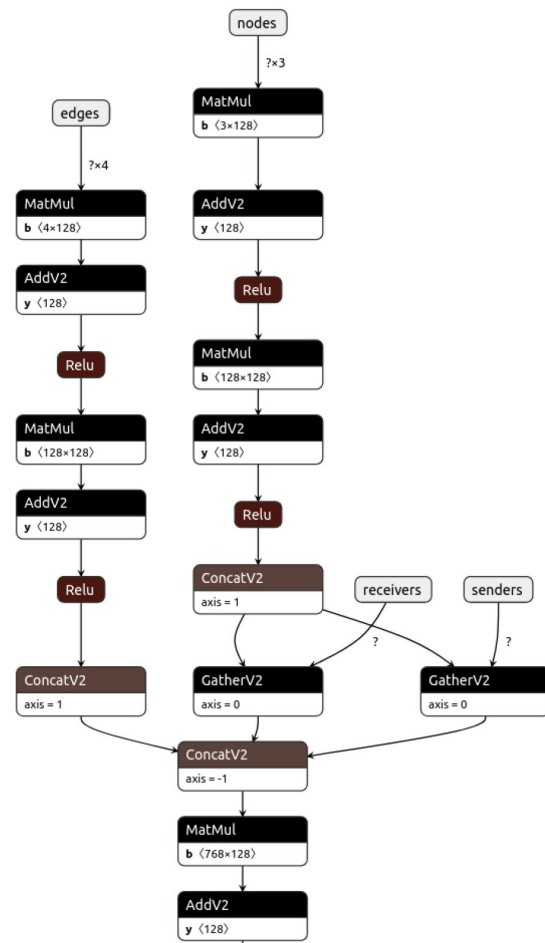 nodes
?×3
MatMul
b ⟨3×128⟩
edges
?×4
MatMul
b ⟨4×128⟩
AddV2
y ⟨128⟩
AddV2
y ⟨128⟩
Relu
Relu
MatMul
b ⟨128×128⟩
MatMul
b ⟨128×128⟩
AddV2
y ⟨128⟩
AddV2
y ⟨128⟩
Relu
Relu
ConcatV2
axis = 1
receivers
senders
?
?
ConcatV2
axis = 1
GatherV2
axis = 0
GatherV2
axis = 0
ConcatV2
axis = -1
MatMul
b ⟨768×128⟩
AddV2
y ⟨128⟩